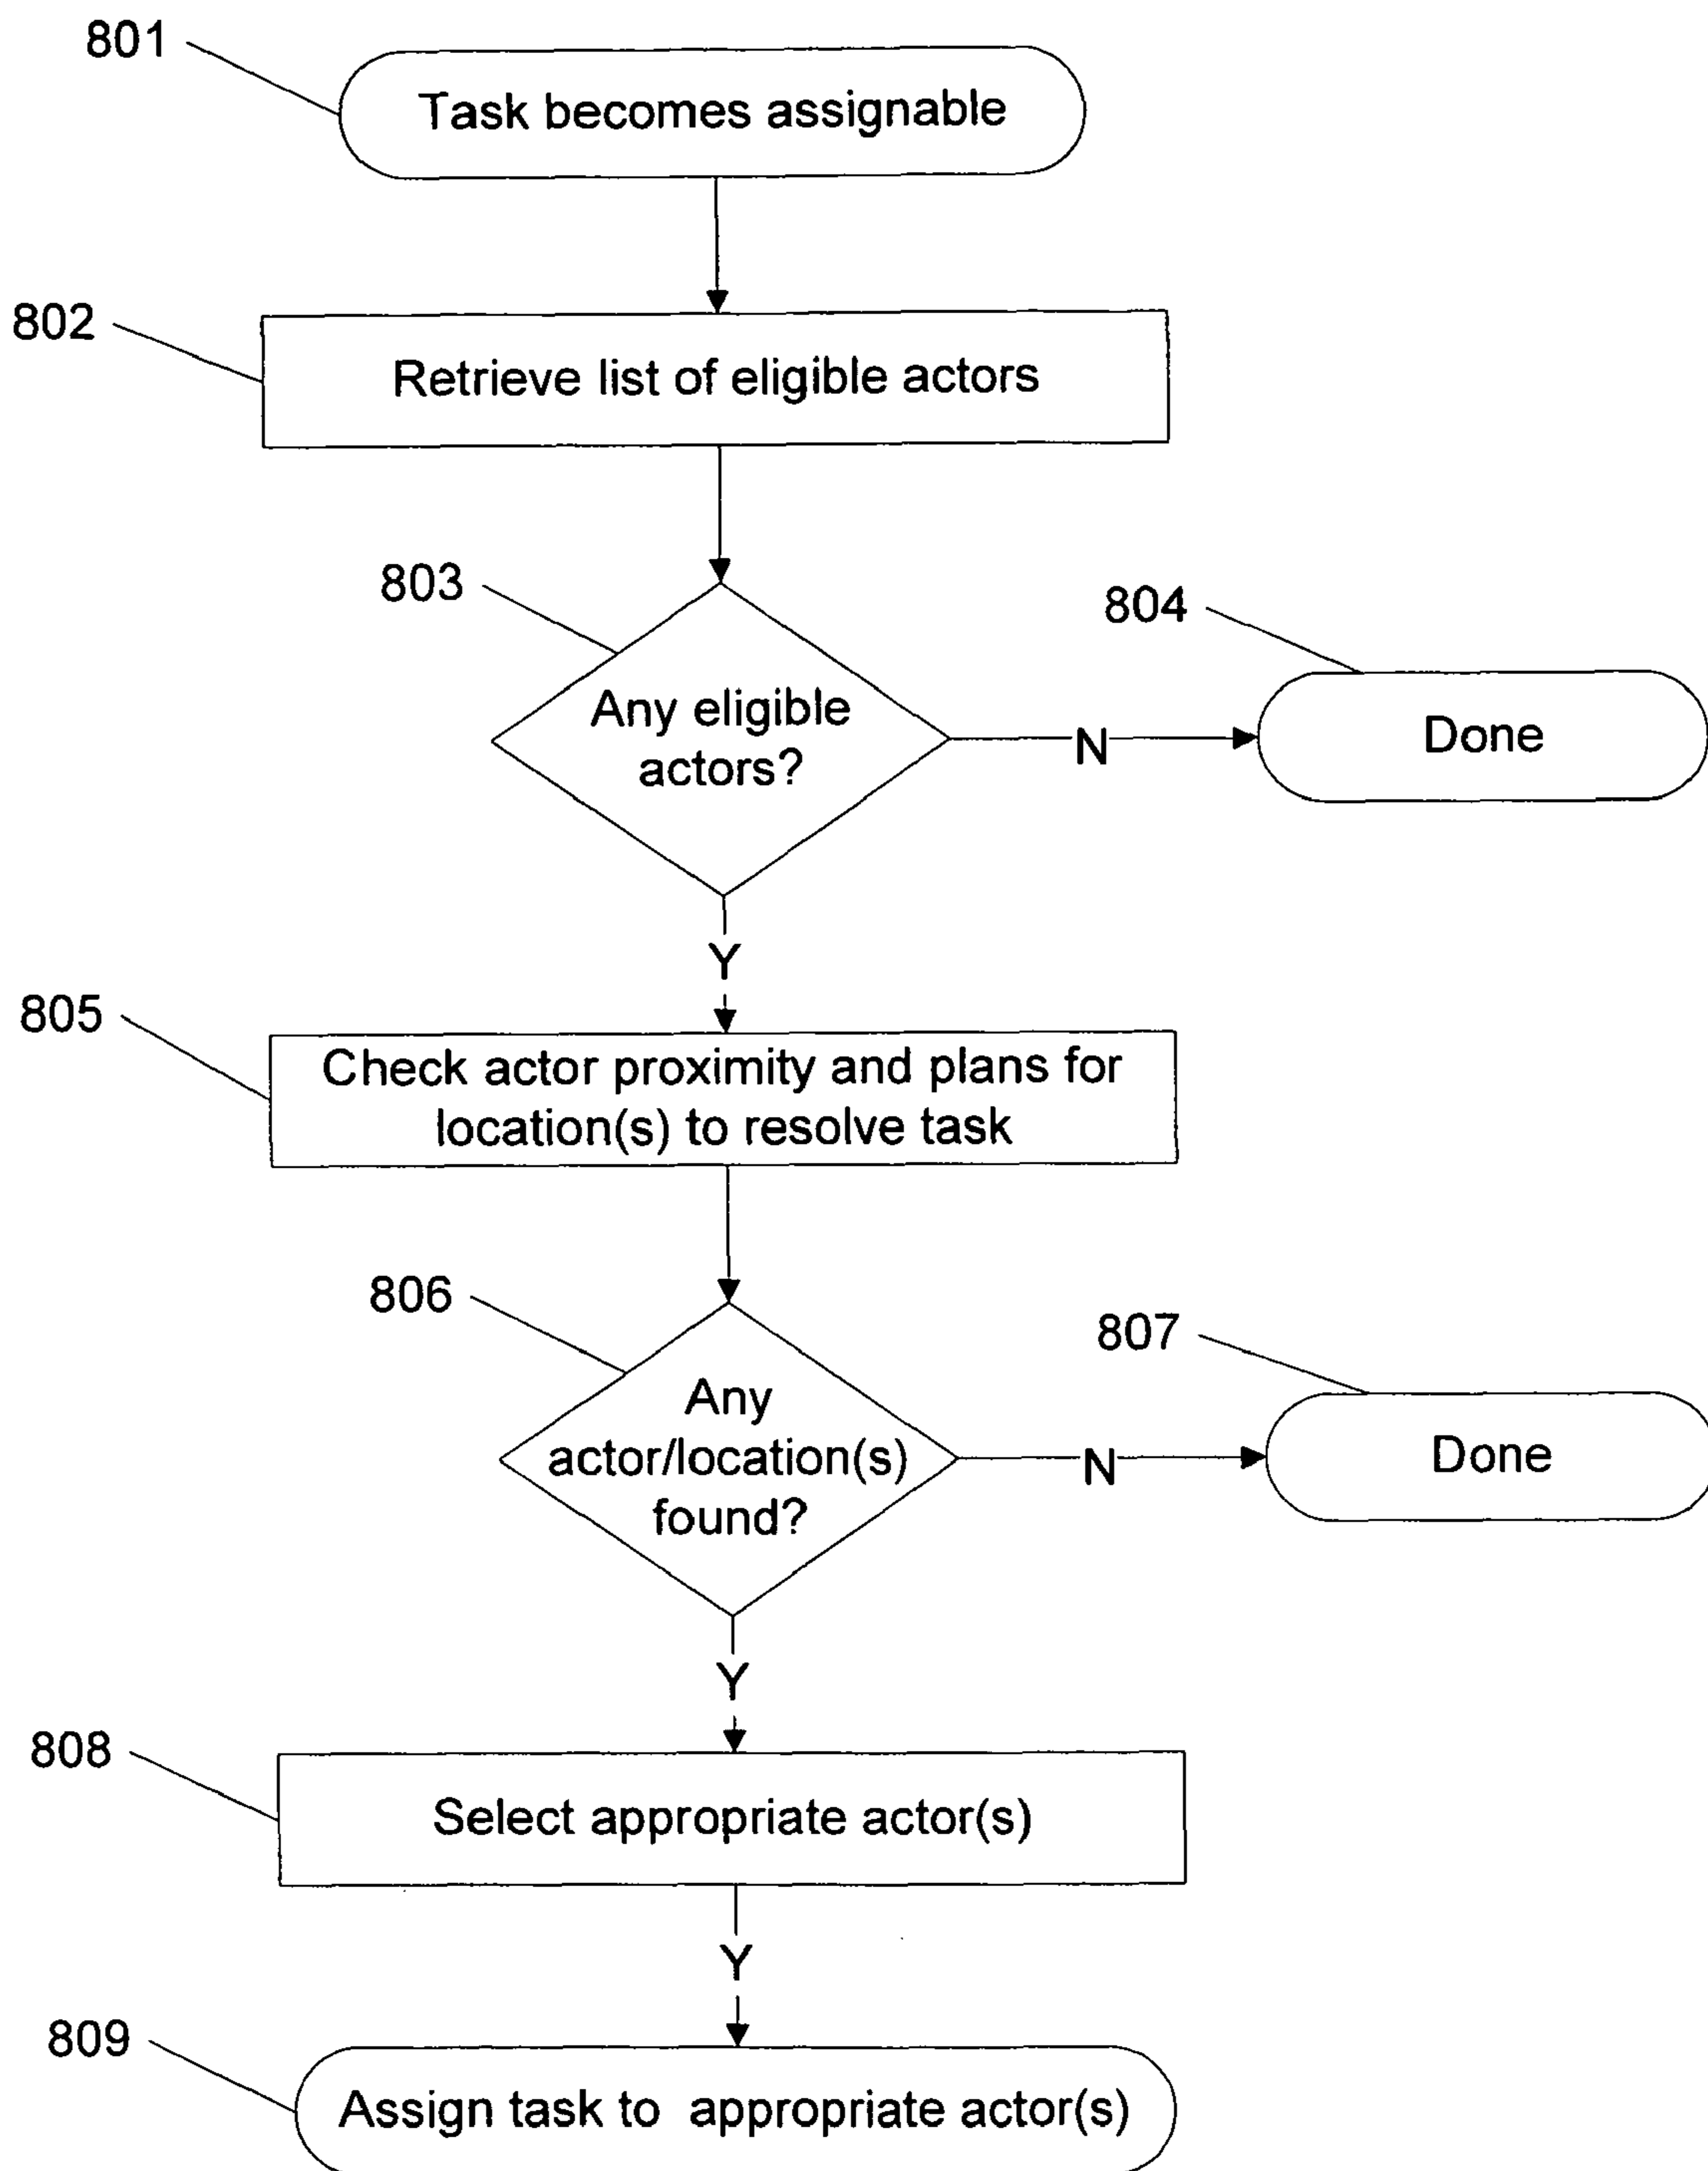 801
Task becomes assignable
802
Retrieve list of eligible actors
803
804
Any eligible
actors?
N
Done
Y
805
Check actor proximity and plans for
location(s) to resolve task
806
807
Any
actor/location(s)
found?
N
Done
Y
808
Select appropriate actor(s)
Y
809
Assign task to appropriate actor(s)